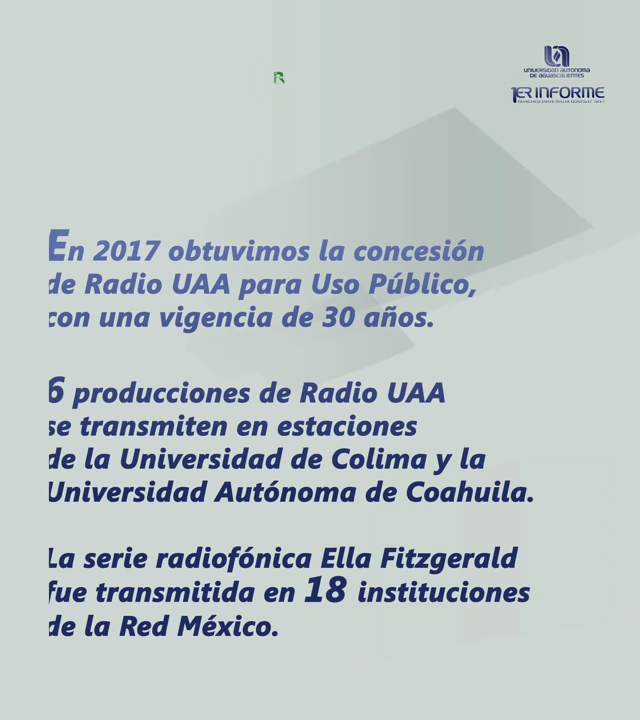 R
UNIVERSIDAD AUTONOMA
DE AGUASCALIENTES
1ER INFORME
En 2017 obtuvimos la concesión
de Radio UAA para Uso Público,
con una vigencia de 30 años.
6 producciones de Radio UAA
se transmiten en estaciones
de la Universidad de Colima y la
Universidad Autónoma de Coahuila.
La serie radiofónica Ella Fitzgerald
fue transmitida en 18 instituciones
de la Red México.